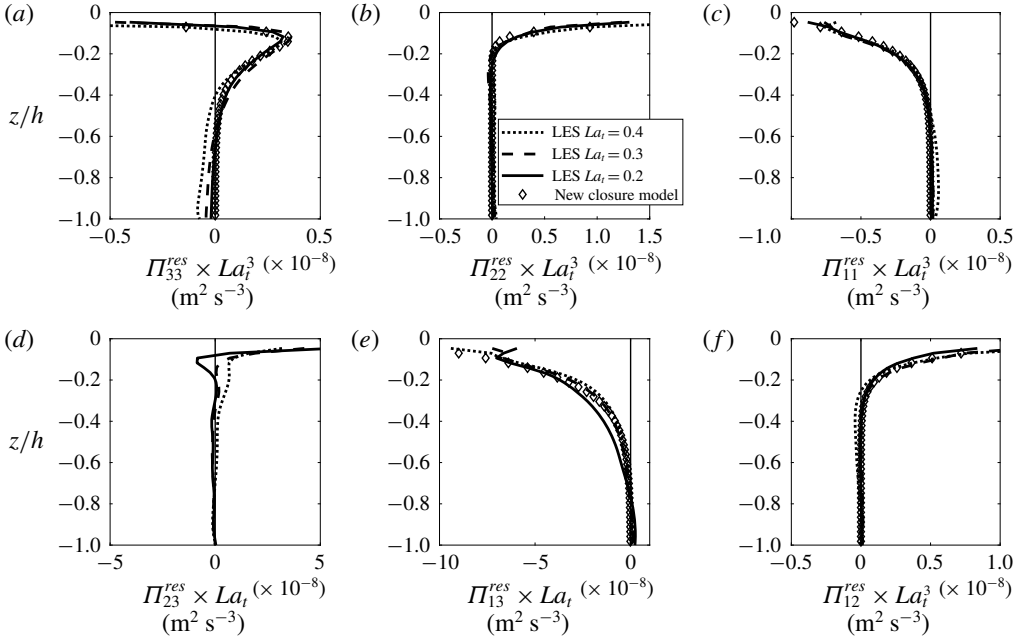 (a)
(b)
(c)
0
0
0
−0.2
−0.2
−0.2
z/h
−0.4
−0.4
−0.4
LES La_t = 0.4
LES La_t = 0.3
LES La_t = 0.2
New closure model
−0.6
−0.6
−0.6
−0.8
−0.8
−0.8
−1.0
−1.0
−1.0
−0.5 0 0.5
0 0.5 1.0 1.5
−1.0 −0.5 0 0.5
Π_33^res × La_t^3 (× 10^−8)
(m² s⁻³)
Π_22^res × La_t^3 (× 10^−8)
(m² s⁻³)
Π_11^res × La_t^3 (× 10^−8)
(m² s⁻³)
(d)
(e)
(f)
0
0
0
−0.2
−0.2
−0.2
z/h
−0.4
−0.4
−0.4
−0.6
−0.6
−0.6
−0.8
−0.8
−0.8
−1.0
−1.0
−1.0
−5 0 5
−10 −5 0
−0.5 0 0.5 1.0
Π_23^res × La_t (× 10^−8)
(m² s⁻³)
Π_13^res × La_t (× 10^−8)
(m² s⁻³)
Π_12^res × La_t^3 (× 10^−8)
(m² s⁻³)